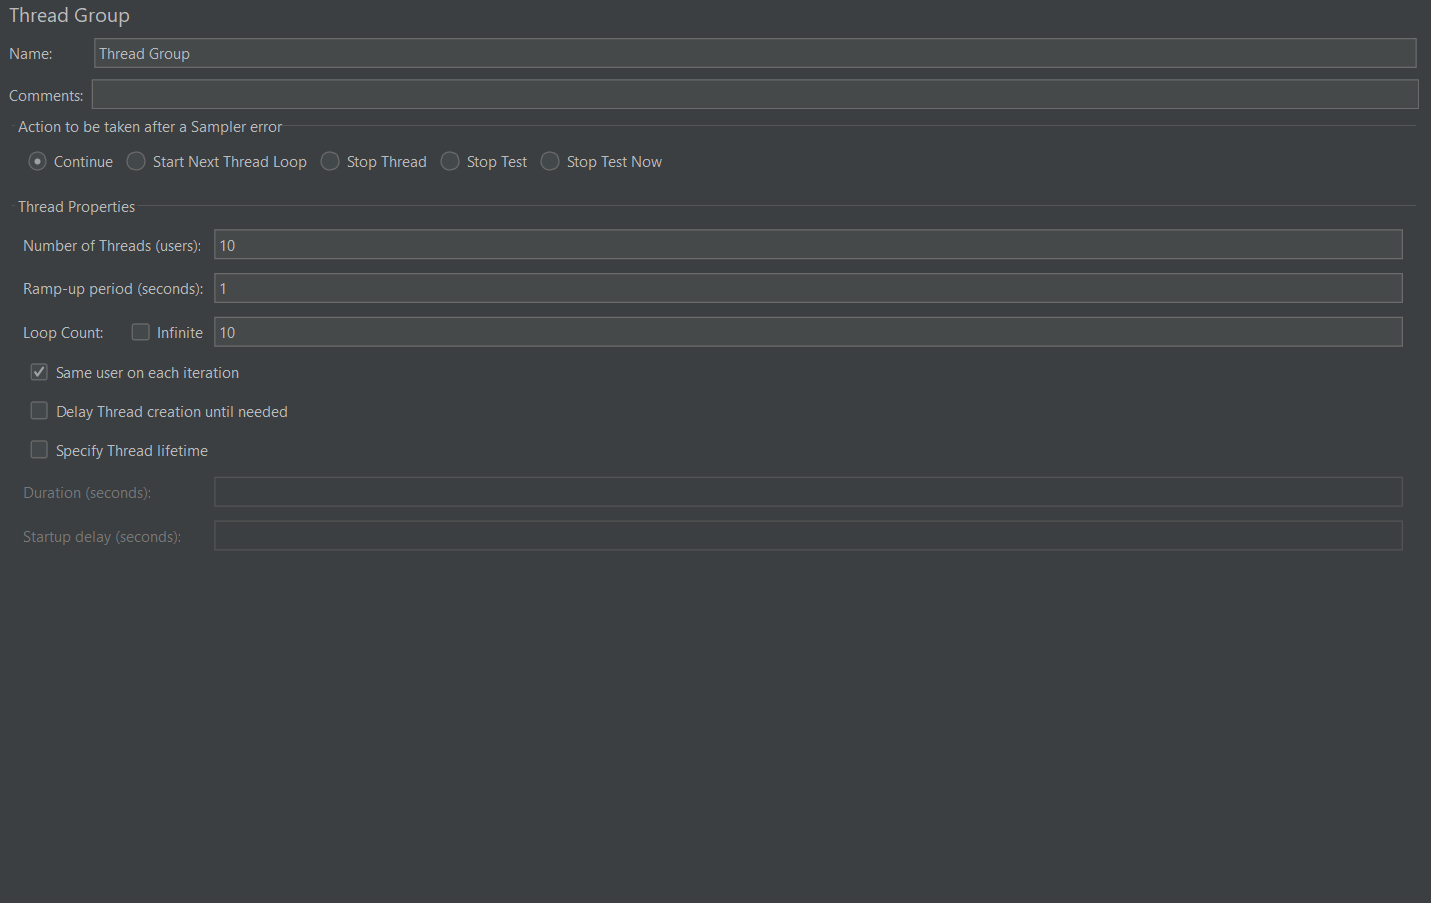 Thread Group
Name: Thread Group
Comments:
Action to be taken after a Sampler error
Continue Start Next Thread Loop Stop Thread Stop Test Stop Test Now
Thread Properties
Number of Threads (users): 10
Ramp-up period (seconds): 1
Loop Count: Infinite 10
Same user on each iteration
Delay Thread creation until needed
Specify Thread lifetime
Duration (seconds):
Startup delay (seconds):